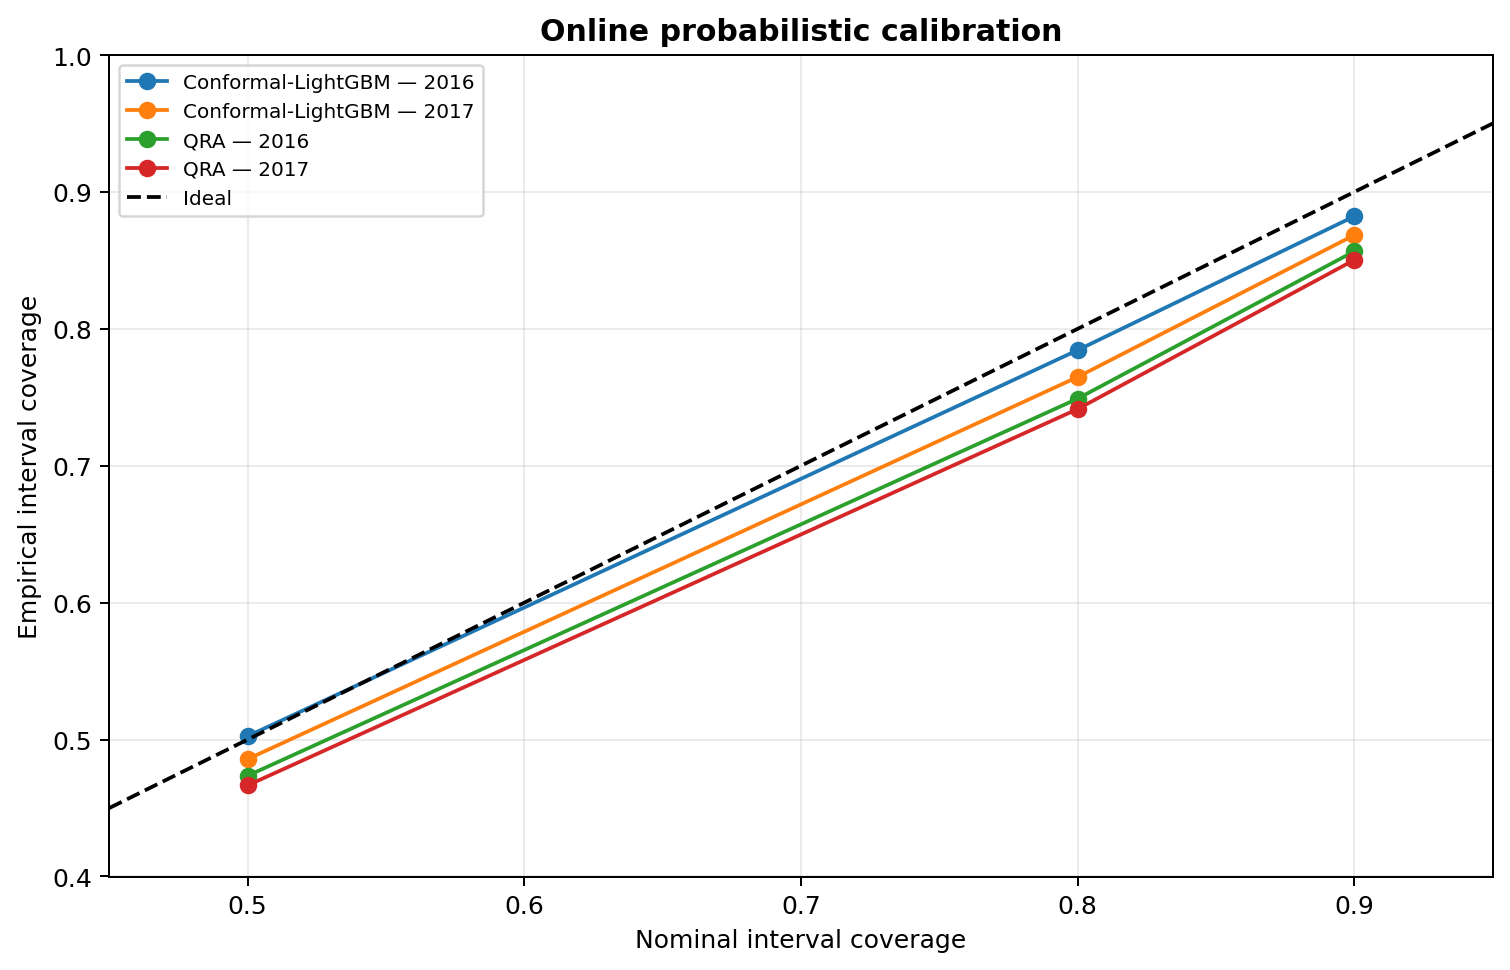 Online probabilistic calibration
Conformal-LightGBM — 2016
Conformal-LightGBM — 2017
QRA — 2016
QRA — 2017
Ideal
Empirical interval coverage
1.0
0.9
0.8
0.7
0.6
0.5
0.4
0.5 0.6 0.7 0.8 0.9
Nominal interval coverage